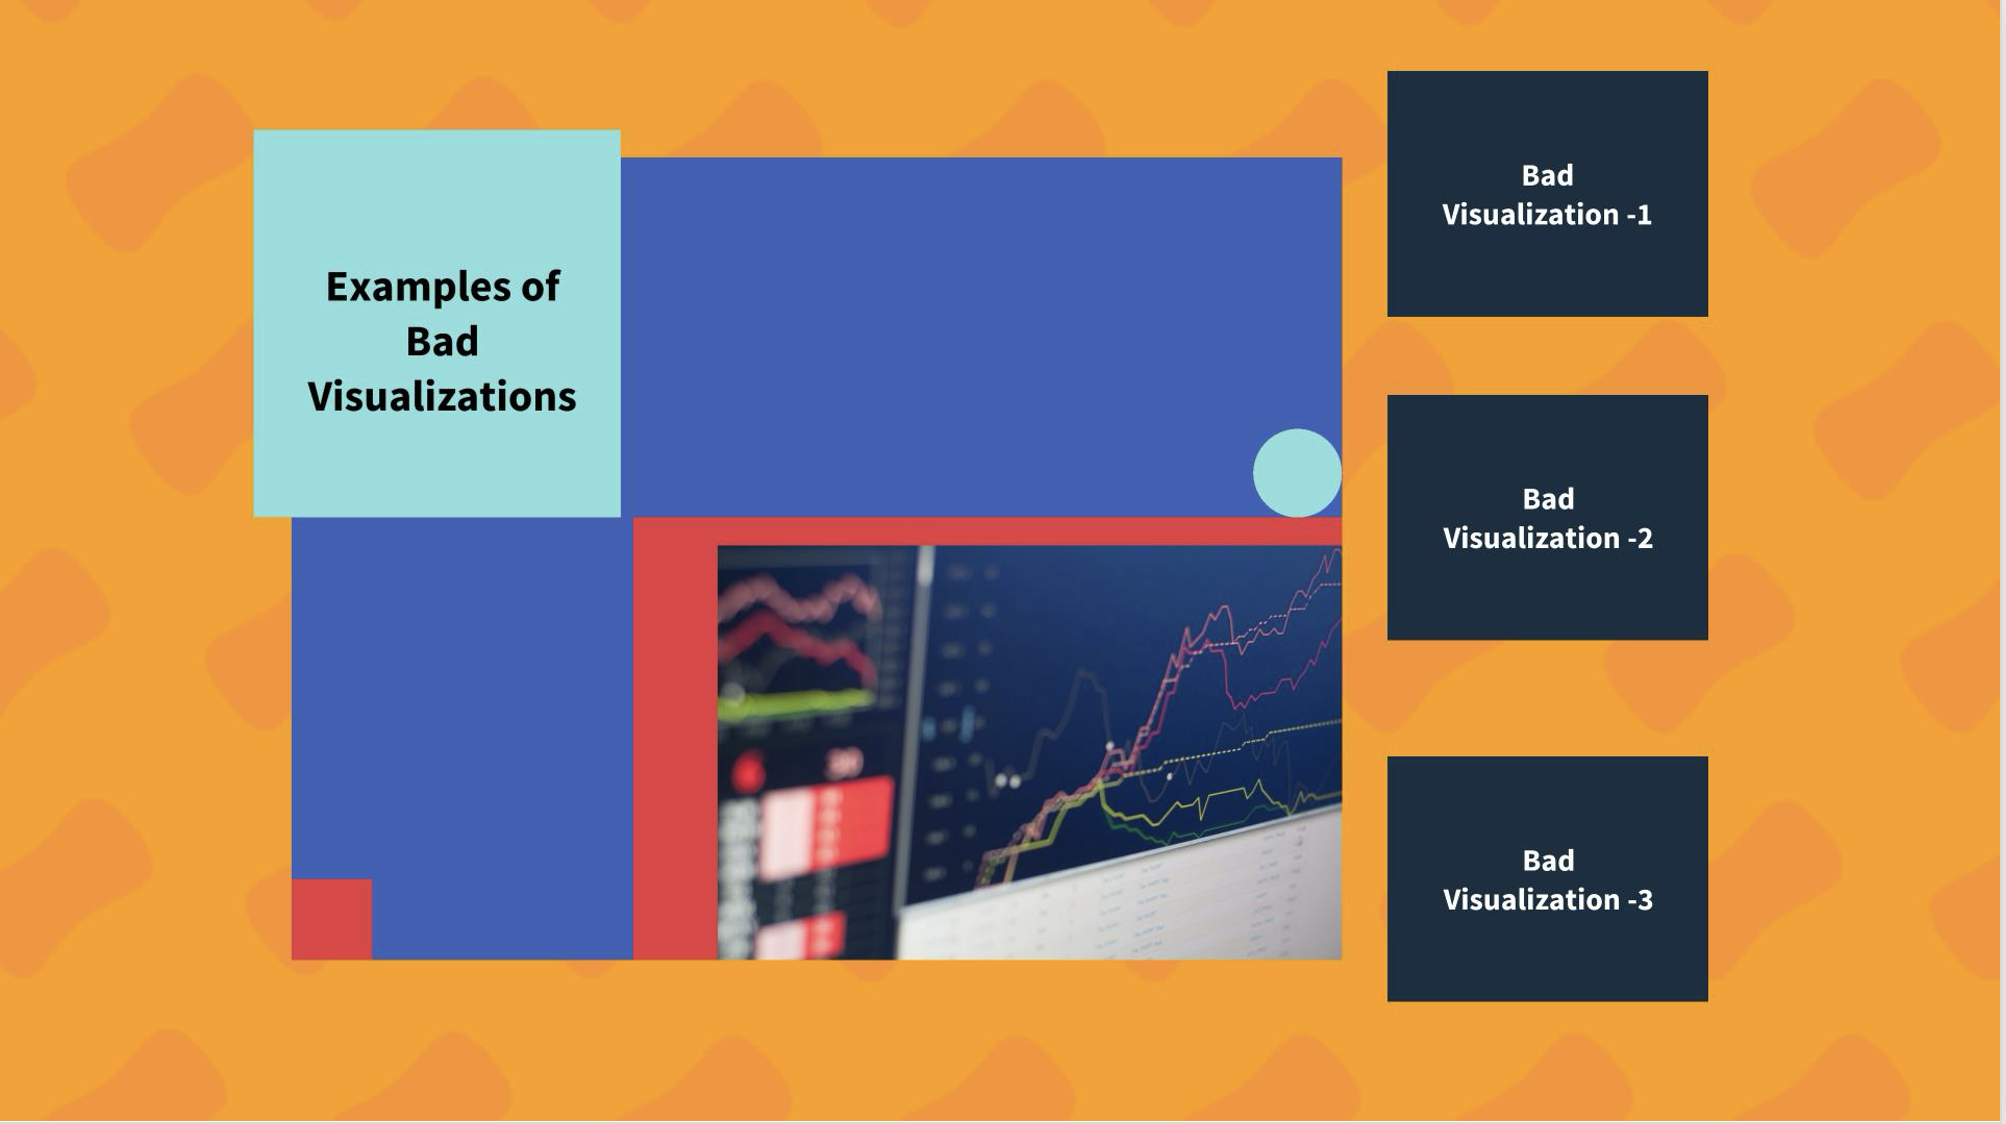 Examples of
Bad
Visualizations
Bad
Visualization -1
Bad
Visualization -2
Bad
Visualization -3